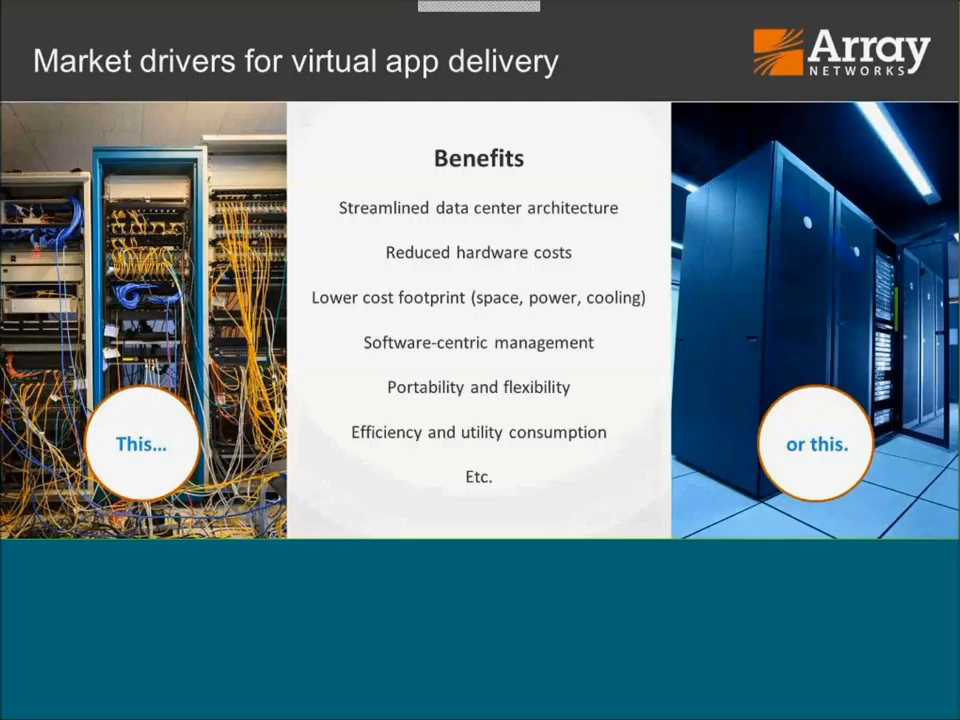 Market drivers for virtual app delivery
Array
NETWORKS
Benefits
Streamlined data center architecture
Reduced hardware costs
Lower cost footprint (space, power, cooling)
Software-centric management
Portability and flexibility
Efficiency and utility consumption
Etc.
This...
or this.